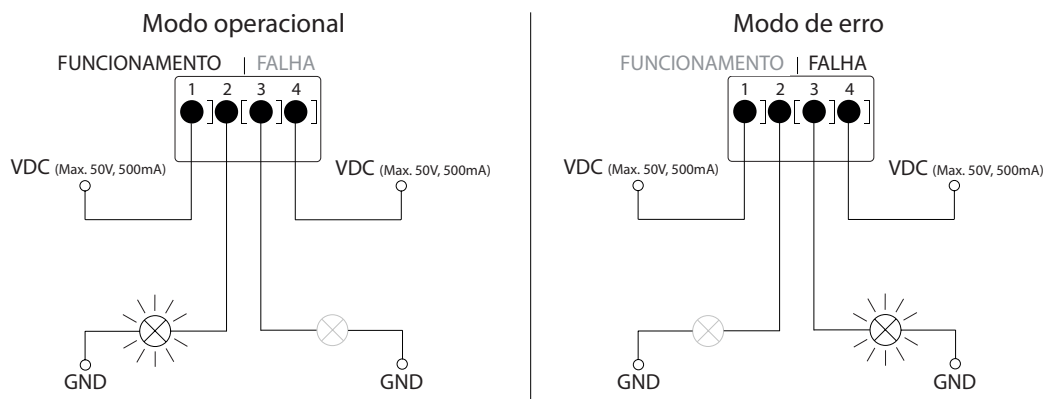 Modo operacional
FUNCIONAMENTO | FALHA
1 2 3 4
VDC (Max. 50V, 500mA)
VDC (Max. 50V, 500mA)
GND
GND
Modo de erro
FUNCIONAMENTO | FALHA
1 2 3 4
VDC (Max. 50V, 500mA)
VDC (Max. 50V, 500mA)
GND
GND